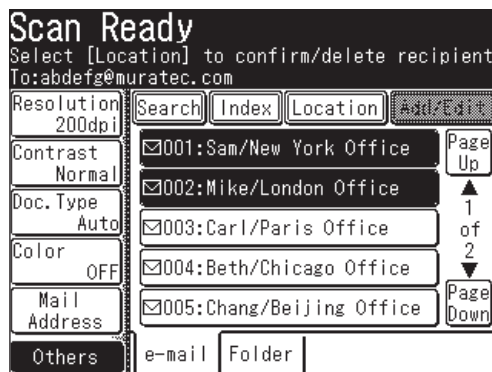 Scan Ready
Select [Location] to confirm/delete recipient
To:abdefg@muratec.com
Resolution
200dpi
Contrast
Normal
Doc.Type
Auto
Color
OFF
Mail
Address
Others
Search Index Location Add/Edit
001:Sam/New York Office
002:Mike/London Office
003:Carl/Paris Office
004:Beth/Chicago Office
005:Chang/Beijing Office
Page
Up
1
of
2
Page
Down
e-mail Folder